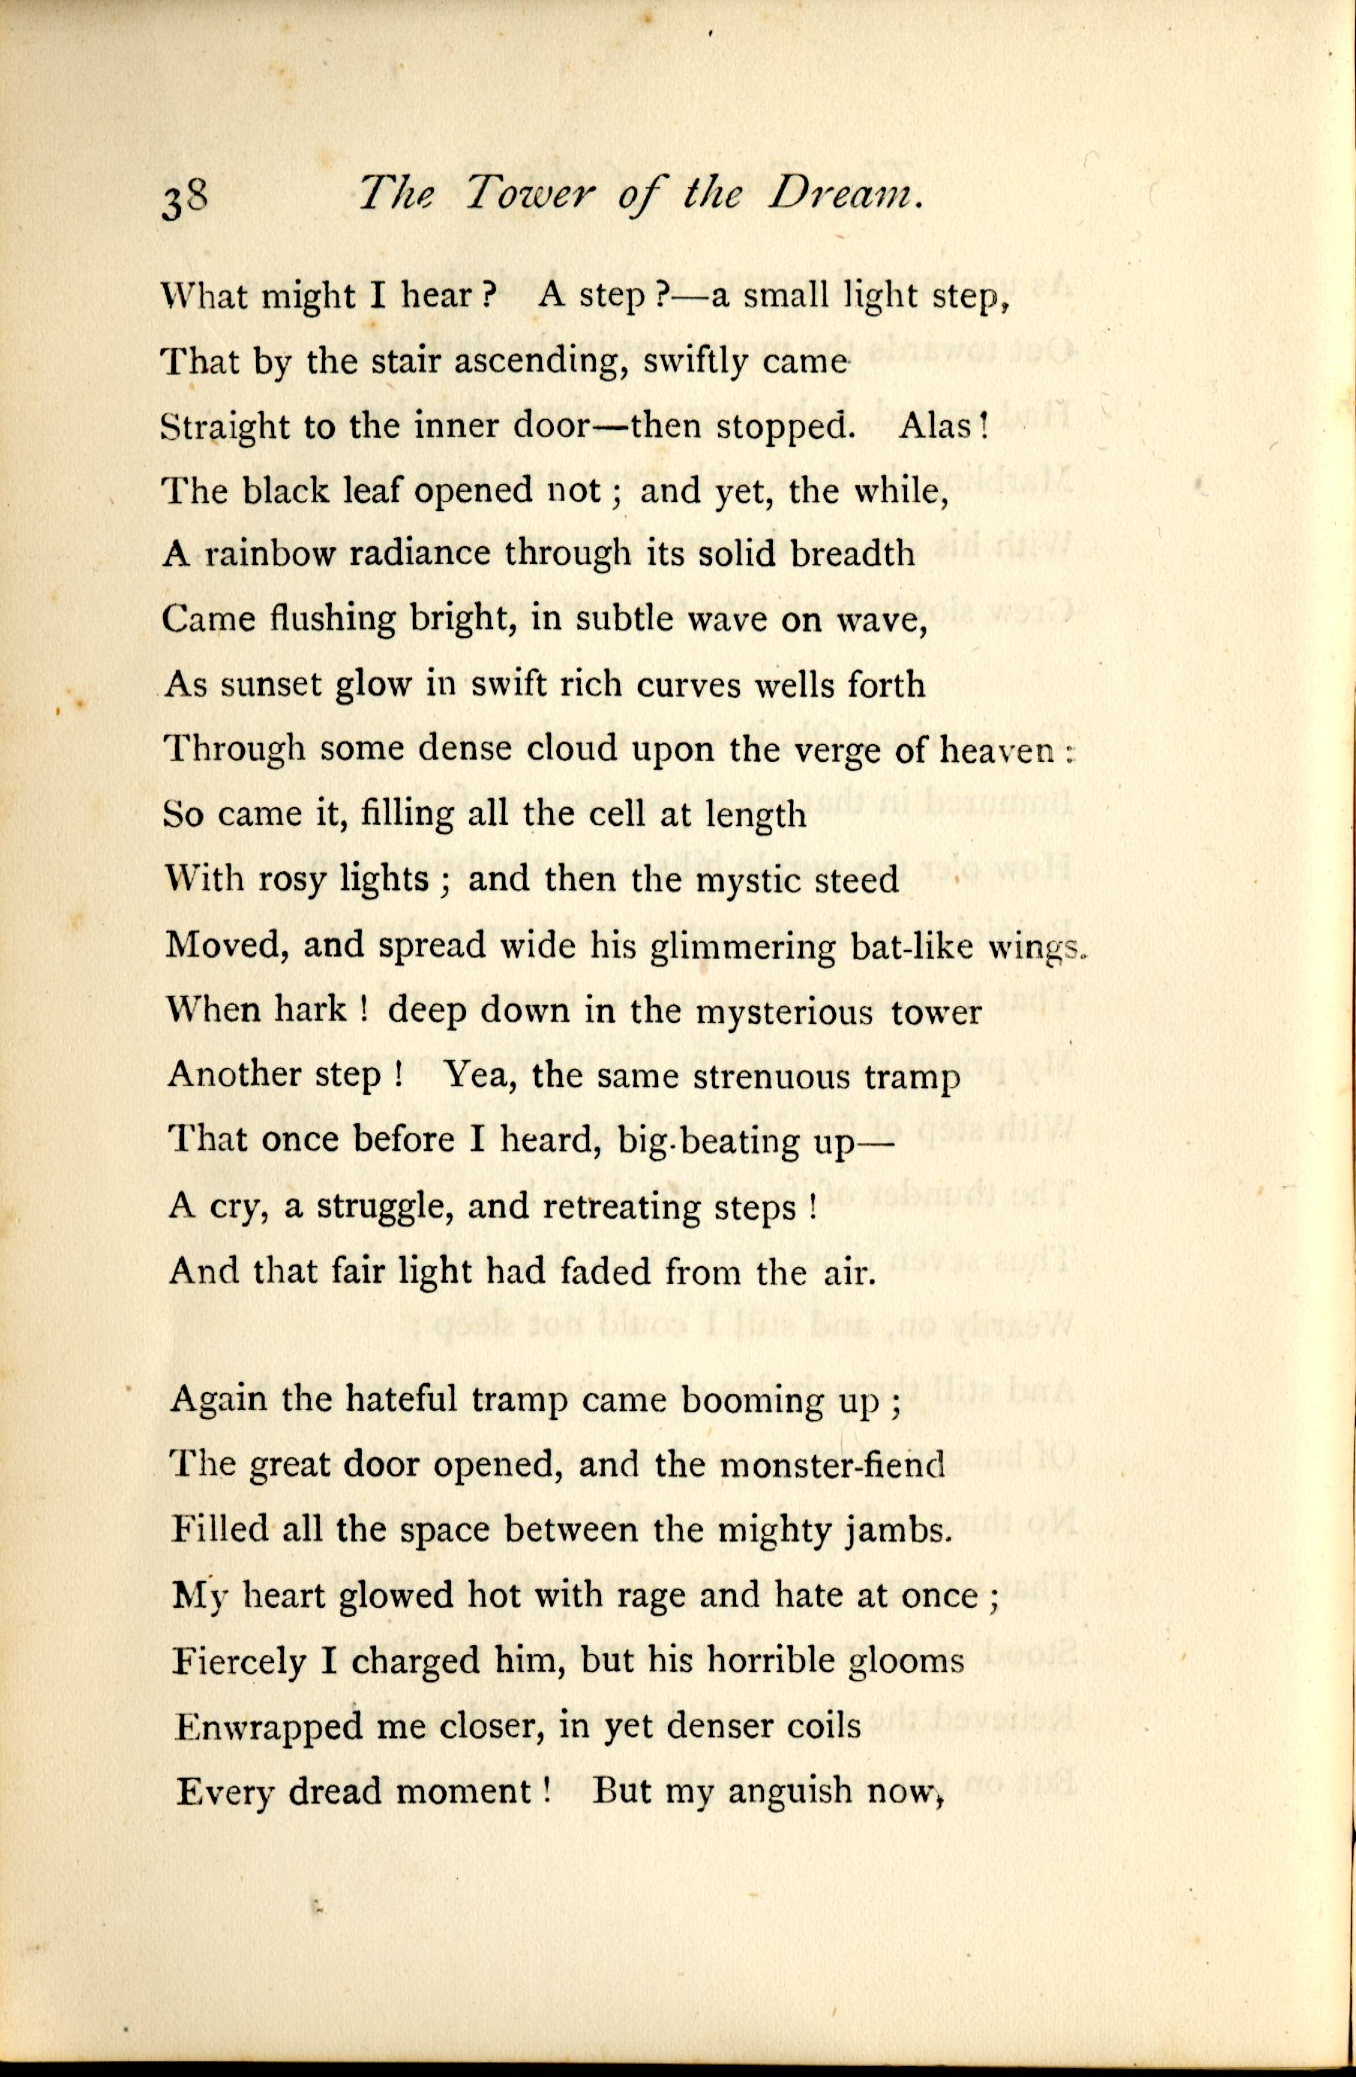 38 The Tower of the Dream.
What might I hear ? A step ?—a small light step,
That by the stair ascending, swiftly came
Straight to the inner door—then stopped. Alas !
The black leaf opened not ; and yet, the while,
A rainbow radiance through its solid breadth
Came flushing bright, in subtle wave on wave,
As sunset glow in swift rich curves wells forth
Through some dense cloud upon the verge of heaven :
So came it, filling all the cell at length
With rosy lights ; and then the mystic steed
Moved, and spread wide his glimmering bat-like wings.
When hark ! deep down in the mysterious tower
Another step ! Yea, the same strenuous tramp
That once before I heard, big-beating up—
A cry, a struggle, and retreating steps !
And that fair light had faded from the air.
Again the hateful tramp came booming up ;
The great door opened, and the monster-fiend
Filled all the space between the mighty jambs.
My heart glowed hot with rage and hate at once ;
Fiercely I charged him, but his horrible glooms
Enwrapped me closer, in yet denser coils
Every dread moment ! But my anguish now,